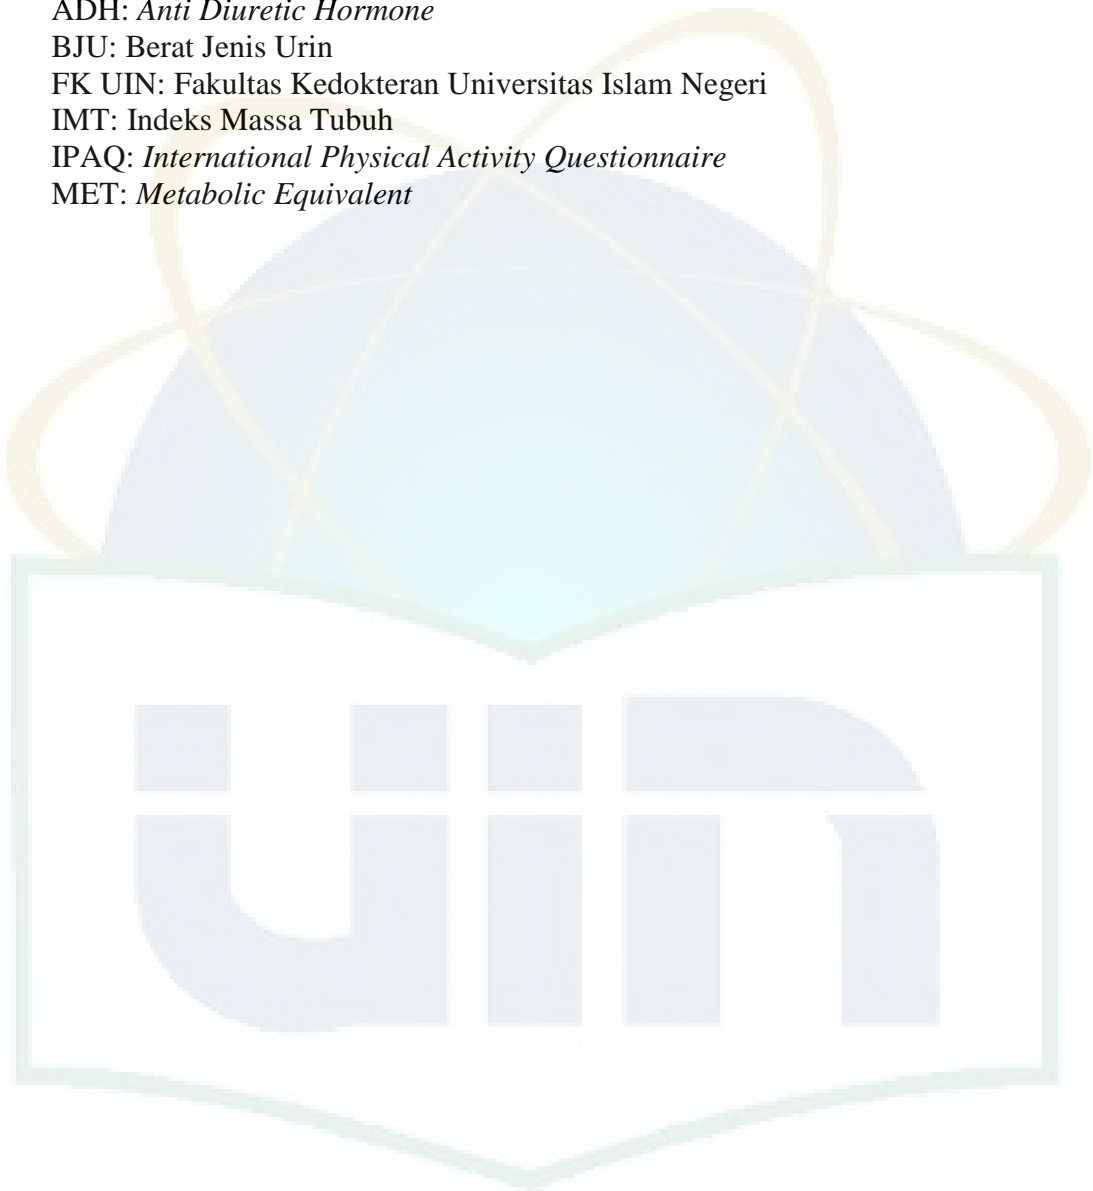 ADH: Anti Diuretic Hormone
BJU: Berat Jenis Urin
FK UIN: Fakultas Kedokteran Universitas Islam Negeri
IMT: Indeks Massa Tubuh
IPAQ: International Physical Activity Questionnaire
MET: Metabolic Equivalent
uin